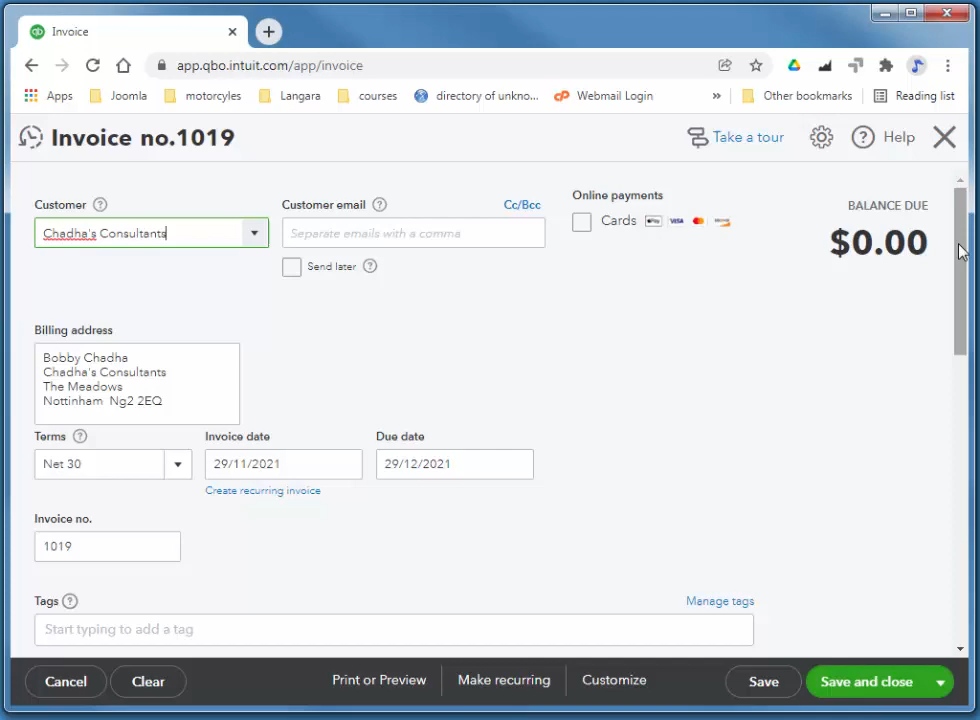 Invoice
app.qbo.intuit.com/app/invoice
Apps Joomla motorcyles Langara courses directory of unkno... Webmail Login » Other bookmarks Reading list
Invoice no.1019
Take a tour
Help
Customer
Customer email
Cc/Bcc
Online payments
BALANCE DUE
Chadha's Consultants
Separate emails with a comma
Cards
$0.00
Send later
Billing address
Bobby Chadha
Chadha's Consultants
The Meadows
Nottinham Ng2 2EQ
Terms
Invoice date
Due date
Net 30
29/11/2021
29/12/2021
Create recurring invoice
Invoice no.
1019
Tags
Manage tags
Start typing to add a tag
Cancel
Clear
Print or Preview
Make recurring
Customize
Save
Save and close